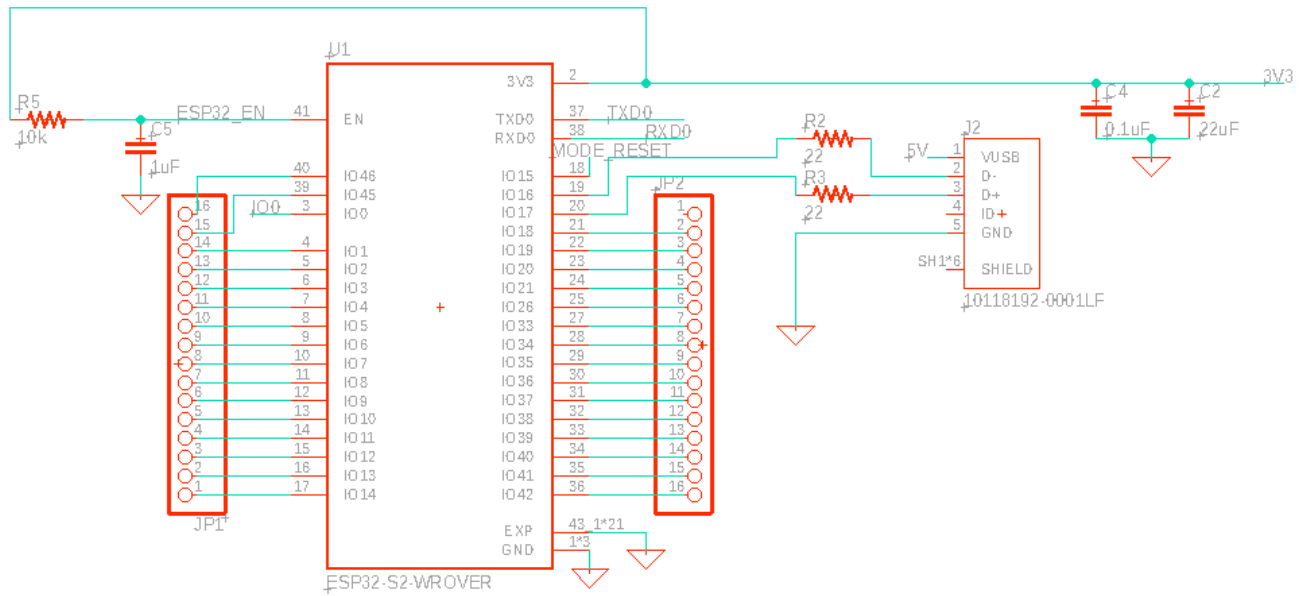 U1
3V3 2
3V3
R5
10k
ESP32_EN 41 EN
C5
1uF
TXD0 37 TXD0
RXD0 38 RXD0
MODE_RESET
C4
0.1uF
C2
22uF
R2
22
R3
22
J2
5V 1 VUSB
2 D-
3 D+
4 ID
5 GND
SH1*6 SHIELD
10118192-0001LF
40 IO46
39 IO45
IO0 3 IO0
4 IO1
5 IO2
6 IO3
7 IO4
8 IO5
9 IO6
10 IO7
11 IO8
12 IO9
13 IO10
14 IO11
15 IO12
16 IO13
17 IO14
IO15 18
IO16 19
IO17 20
IO18 21
IO19 22
IO20 23
IO21 24
IO26 25
IO33 27
IO34 28
IO35 29
IO36 30
IO37 31
IO38 32
IO39 33
IO40 34
IO41 35
IO42 36
EXP 43_1*21
GND 1*3
ESP32-S2-WROVER
16
15
14
13
12
11
10
9
8
7
6
5
4
3
2
1
JP1
JP2
1
2
3
4
5
6
7
8
9
10
11
12
13
14
15
16